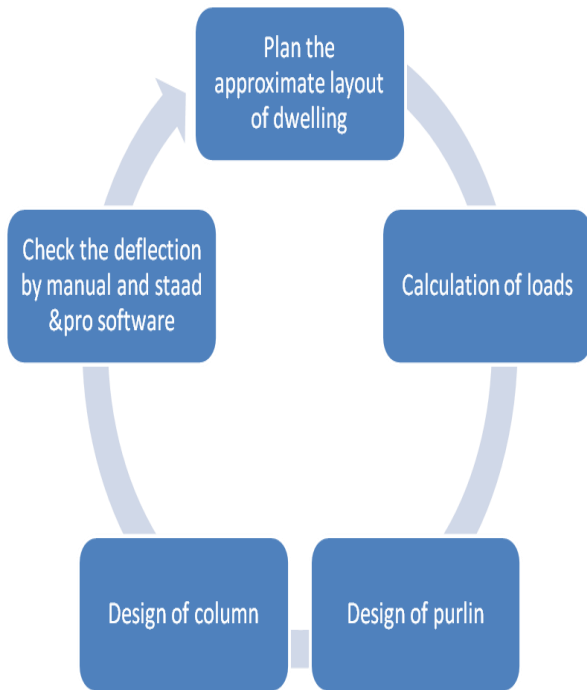 Plan the
approximate layout
of dwelling
Calculation of loads
Design of purlin
Design of column
Check the deflection
by manual and staad
&pro software